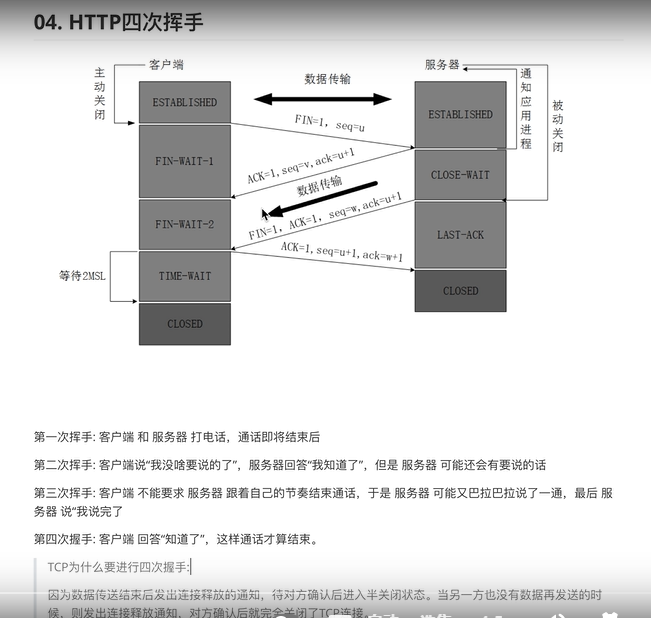 04. HTTP四次挥手
客户端
服务器
主动关闭
数据传输
通知应用进程
被动关闭
ESTABLISHED
ESTABLISHED
FIN=1, seq=u
FIN-WAIT-1
ACK=1,seq=v,ack=u+1
CLOSE-WAIT
数据传输
FIN-WAIT-2
FIN=1, ACK=1, seq=w,ack=u+1
LAST-ACK
ACK=1,seq=u+1,ack=w+1
等待2MSL
TIME-WAIT
CLOSED
CLOSED
第一次挥手: 客户端 和 服务器 打电话，通话即将结束后
第二次挥手: 客户端说“我没啥要说的了”，服务器回答“我知道了”，但是 服务器 可能还会有要说的话
第三次挥手: 客户端 不能要求 服务器 跟着自己的节奏结束通话，于是 服务器 可能又巴拉巴拉说了一通，最后 服
务器 说“我说完了
第四次握手: 客户端 回答“知道了”，这样通话才算结束。
TCP为什么要进行四次握手:
因为数据传送结束后发出连接释放的通知，待对方确认后进入半关闭状态。当另一方也没有数据再发送的时
候，则发出连接释放通知，对方确认后就完全关闭了TCP连接